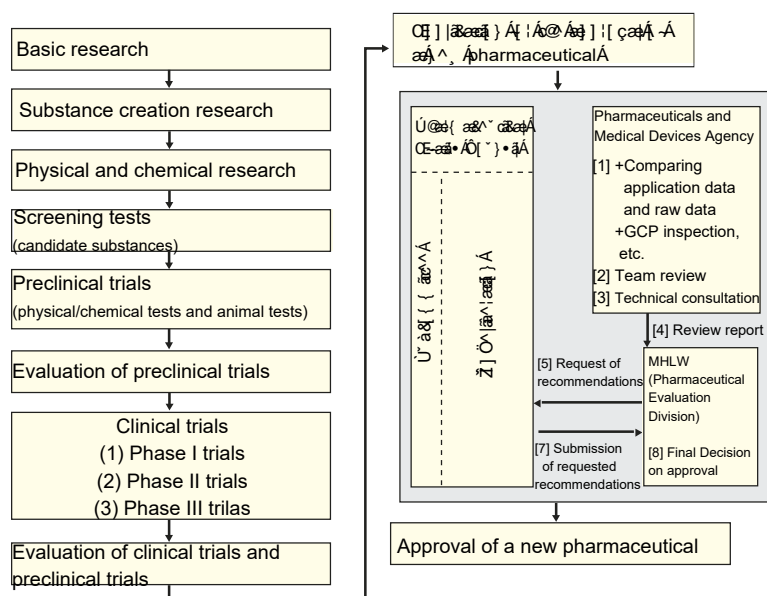 Basic research
Substance creation research
Physical and chemical research
Screening tests
(candidate substances)
Preclinical trials
(physical/chemical tests and animal tests)
Evaluation of preclinical trials
Clinical trials
(1) Phase I trials
(2) Phase II trials
(3) Phase III trilas
Evaluation of clinical trials and
preclinical trials
pharmaceutical
Pharmaceuticals and
Medical Devices Agency
[1] +Comparing
application data
and raw data
+GCP inspection,
etc.
[2] Team review
[3] Technical consultation
[4] Review report
[5] Request of
recommendations
MHLW
(Pharmaceutical
Evaluation
Division)
[7] Submission
of requested
recommendations
[8] Final Decision
on approval
Approval of a new pharmaceutical